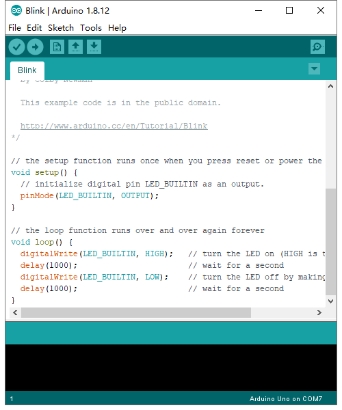 Blink | Arduino 1.8.12
File Edit Sketch Tools Help
Blink
This example code is in the public domain.
http://www.arduino.cc/en/Tutorial/Blink
*/
// the setup function runs once when you press reset or power the
void setup() {
// initialize digital pin LED_BUILTIN as an output.
pinMode(LED_BUILTIN, OUTPUT);
}
// the loop function runs over and over again forever
void loop() {
digitalWrite(LED_BUILTIN, HIGH); // turn the LED on (HIGH is t
delay(1000); // wait for a second
digitalWrite(LED_BUILTIN, LOW); // turn the LED off by making
delay(1000); // wait for a second
}
1 Arduino Uno on COM7